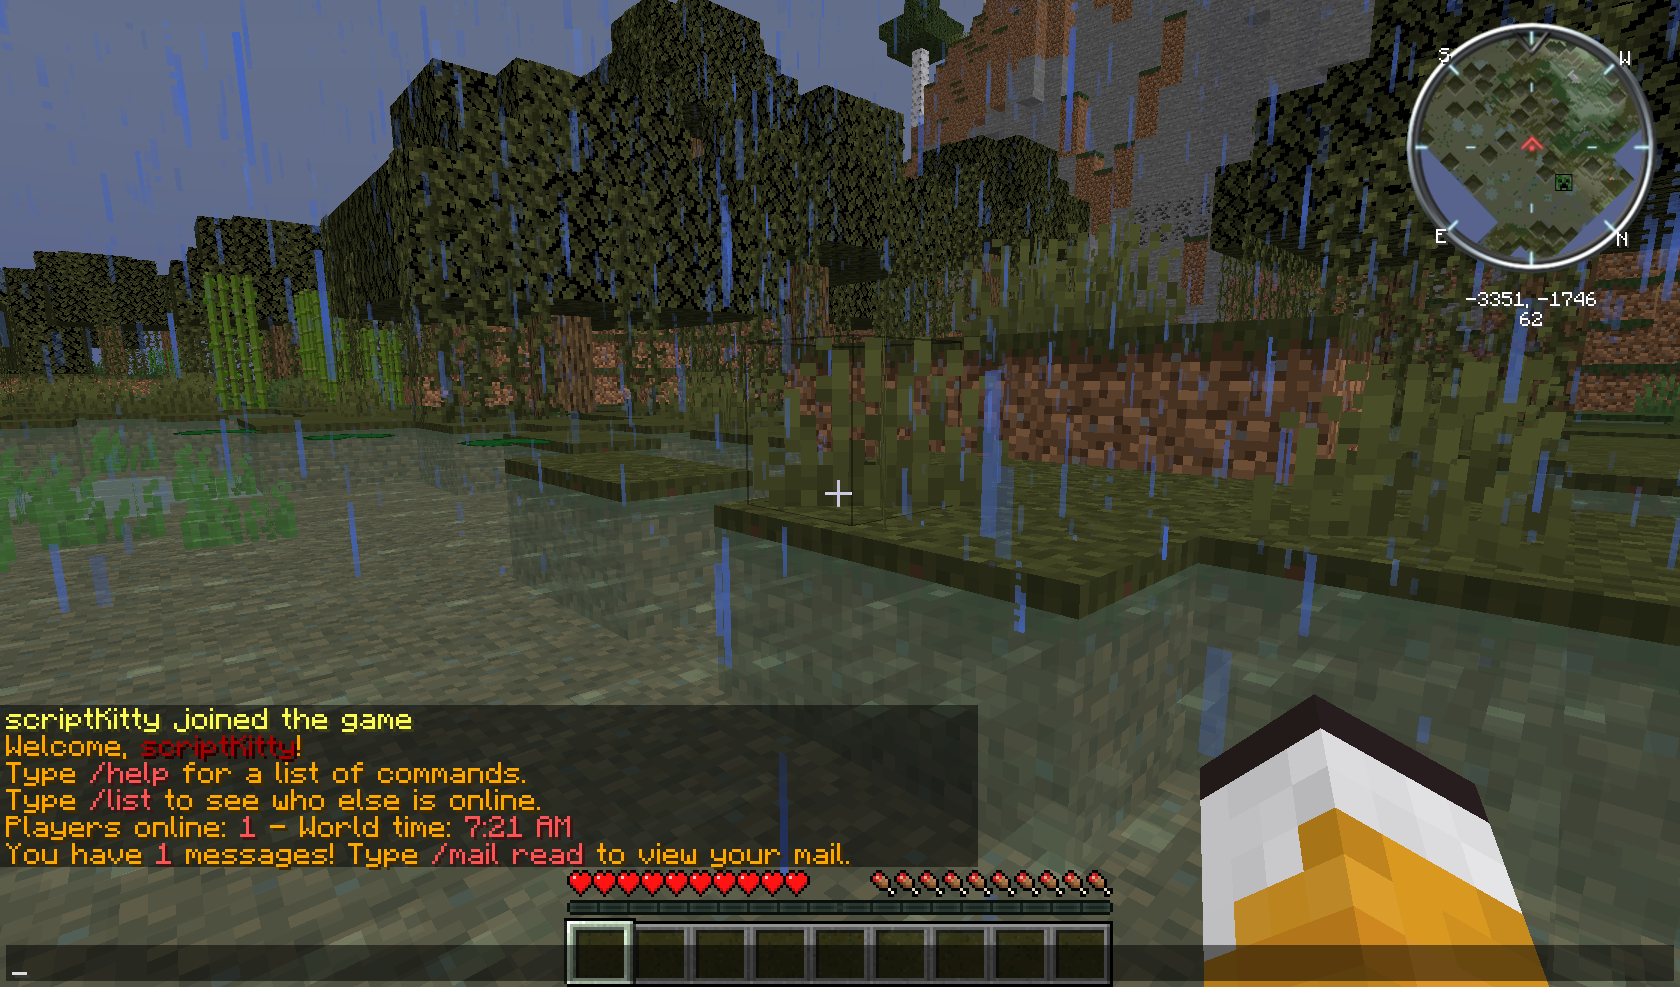 S
W
E
N
-3351, -1746
62
scriptKitty joined the game
Welcome, scriptKitty!
Type /help for a list of commands.
Type /list to see who else is online.
Players online: 1 - World time: 7:21 AM
You have 1 messages! Type /mail read to view your mail.
_